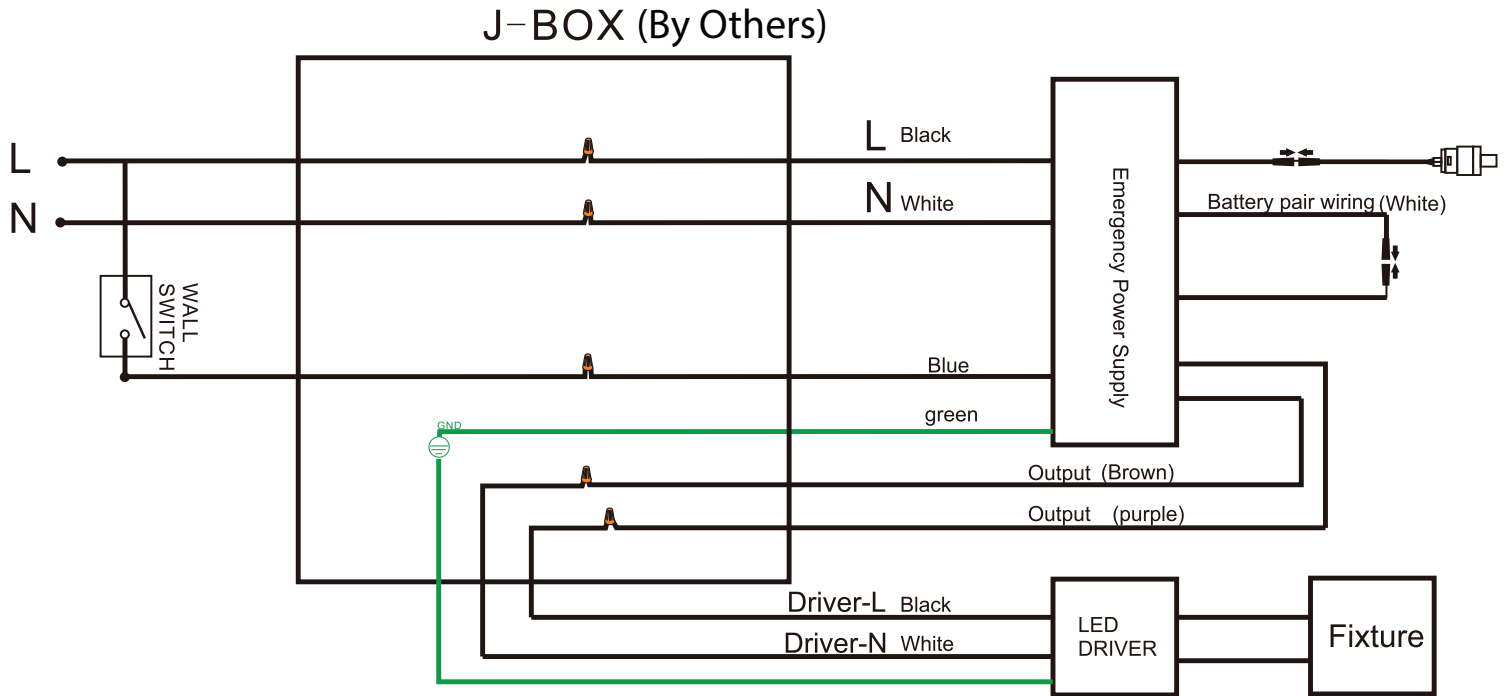 J-BOX (By Others)
L
L Black
N
N White
Emergency Power Supply
Battery pair wiring (White)
WALL
SWITCH
Blue
green
GND
Output (Brown)
Output (purple)
Driver-L Black
Driver-N White
LED
DRIVER
Fixture